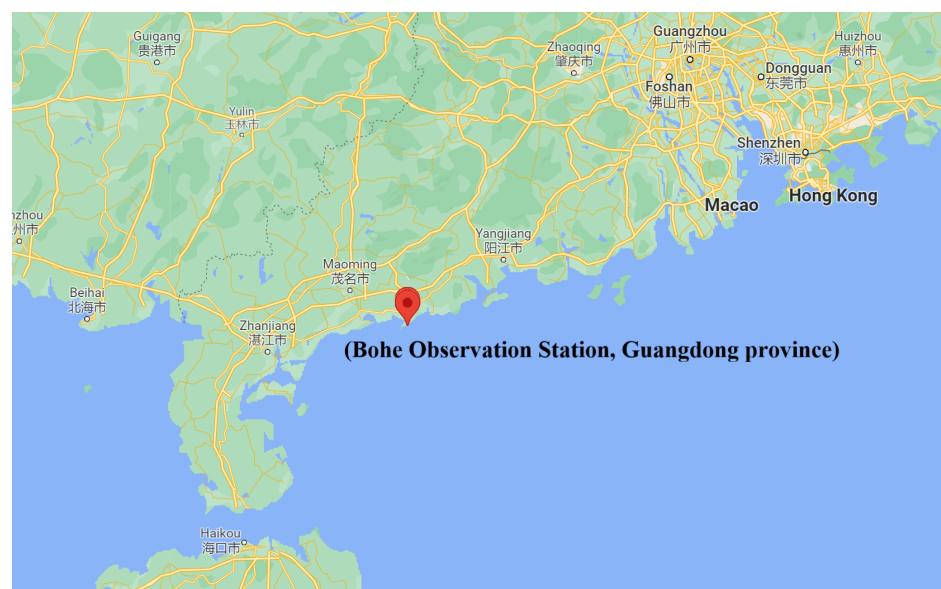 Guigang
贵港市
Zhaoqing
肇庆市
Guangzhou
广州市
Huizhou
惠州市
Dongguan
东莞市
Foshan
佛山市
Yulin
玉林市
Shenzhen
深圳市
Hong Kong
Macao
nzhou
州市
Yangjiang
阳江市
Maoming
茂名市
Beihai
北海市
Zhanjiang
湛江市
(Bohe Observation Station, Guangdong province)
Haikou
海口市